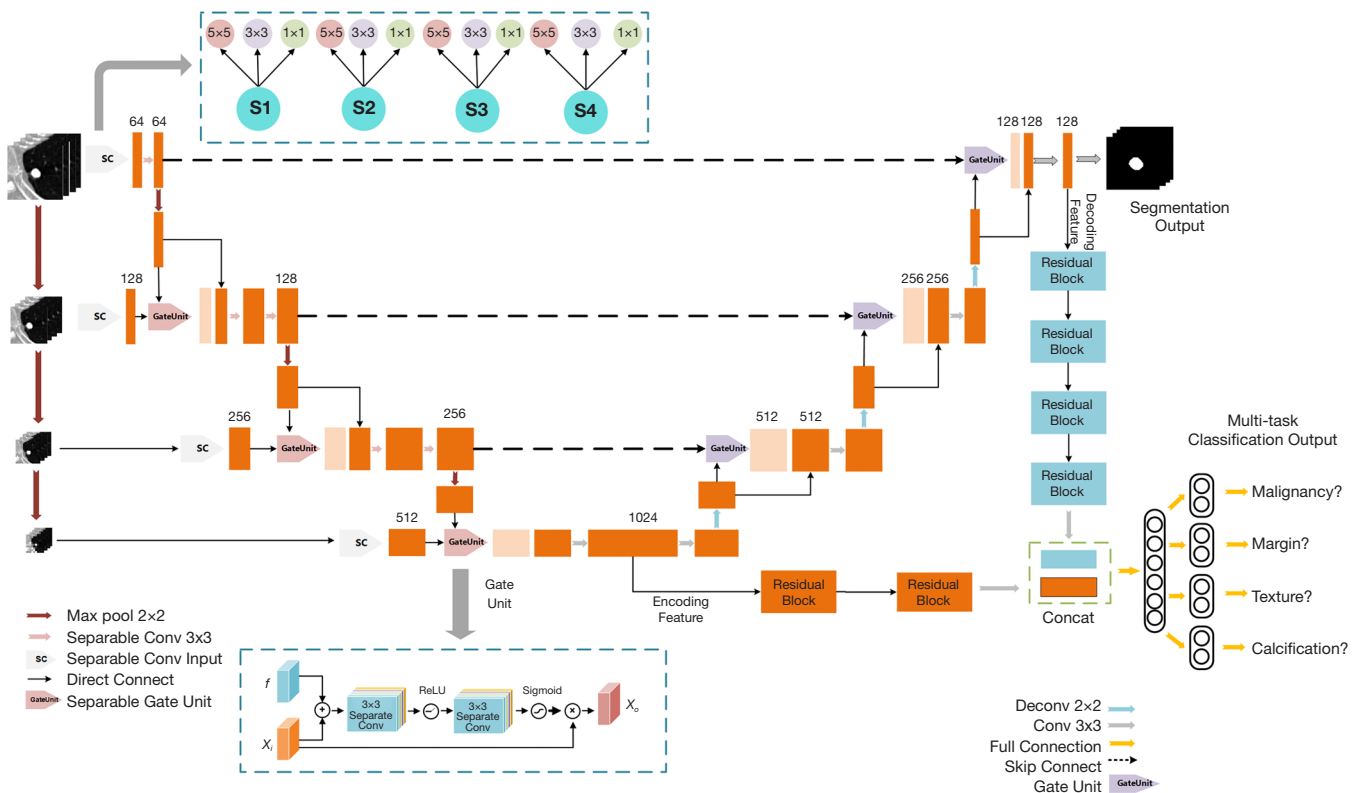 5×5 3×3 1×1 5×5 3×3 1×1 5×5 3×3 1×1 5×5 3×3 1×1
S1 S2 S3 S4
64 64
128 128 128
SC
GateUnit
Segmentation
Output
Decoding
Feature
128 128
256 256
SC
GateUnit
GateUnit
Residual
Block
Residual
Block
256 256
512 512
SC
GateUnit
GateUnit
Residual
Block
Residual
Block
Multi-task
Classification Output
Malignancy?
Margin?
Texture?
Calcification?
512
1024
SC
GateUnit
Gate
Unit
Encoding
Feature
Residual
Block
Residual
Block
Concat
Max pool 2×2
Separable Conv 3x3
SC Separable Conv Input
Direct Connect
GateUnit Separable Gate Unit
f
Xi
+
3×3
Separate
Conv
ReLU
3×3
Separate
Conv
Sigmoid
×
Xo
Deconv 2×2
Conv 3×3
Full Connection
Skip Connect
Gate Unit GateUnit